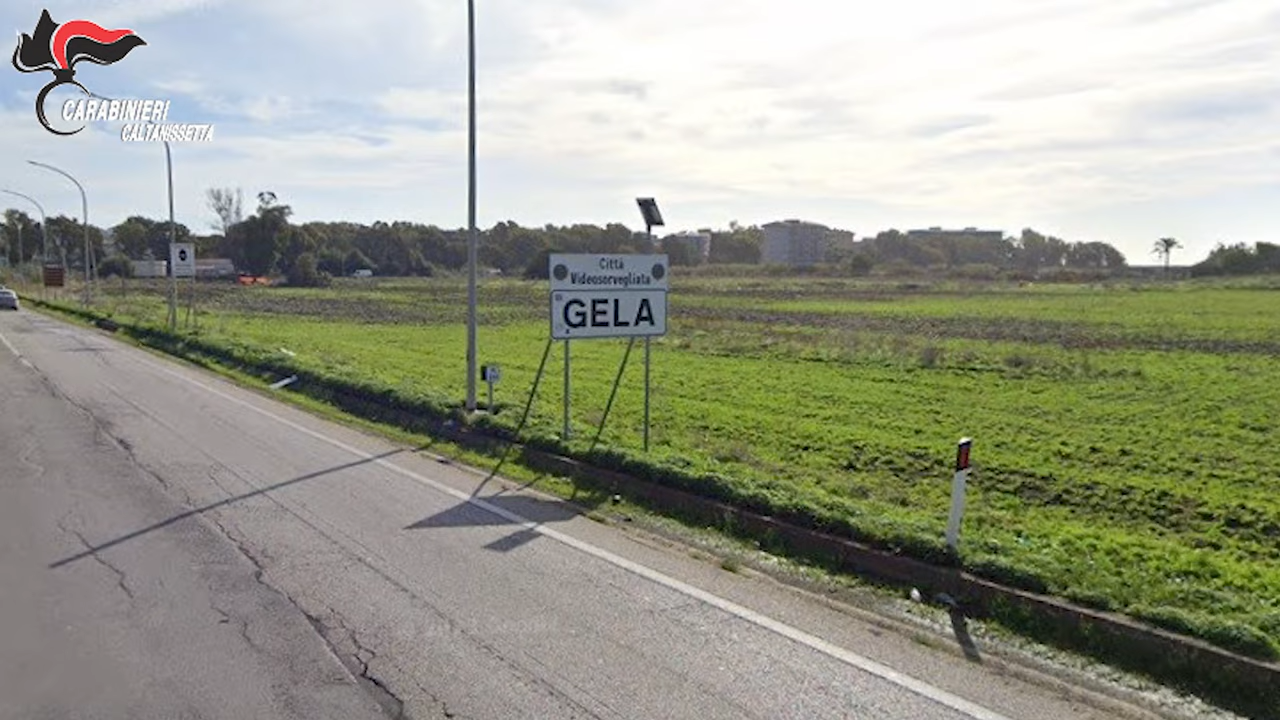 CARABINIERI
CALTANISSETTA
Città
Videosorvegliata
GELA